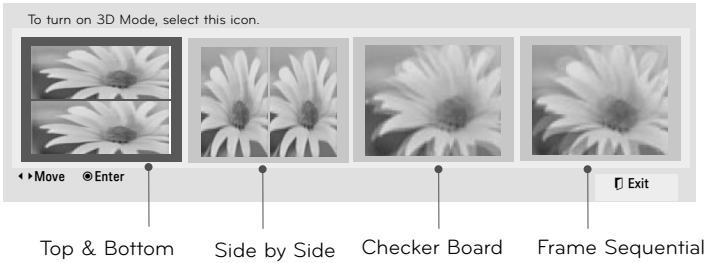 To turn on 3D Mode, select this icon.
Move Enter
Exit
Top & Bottom Side by Side Checker Board Frame Sequential